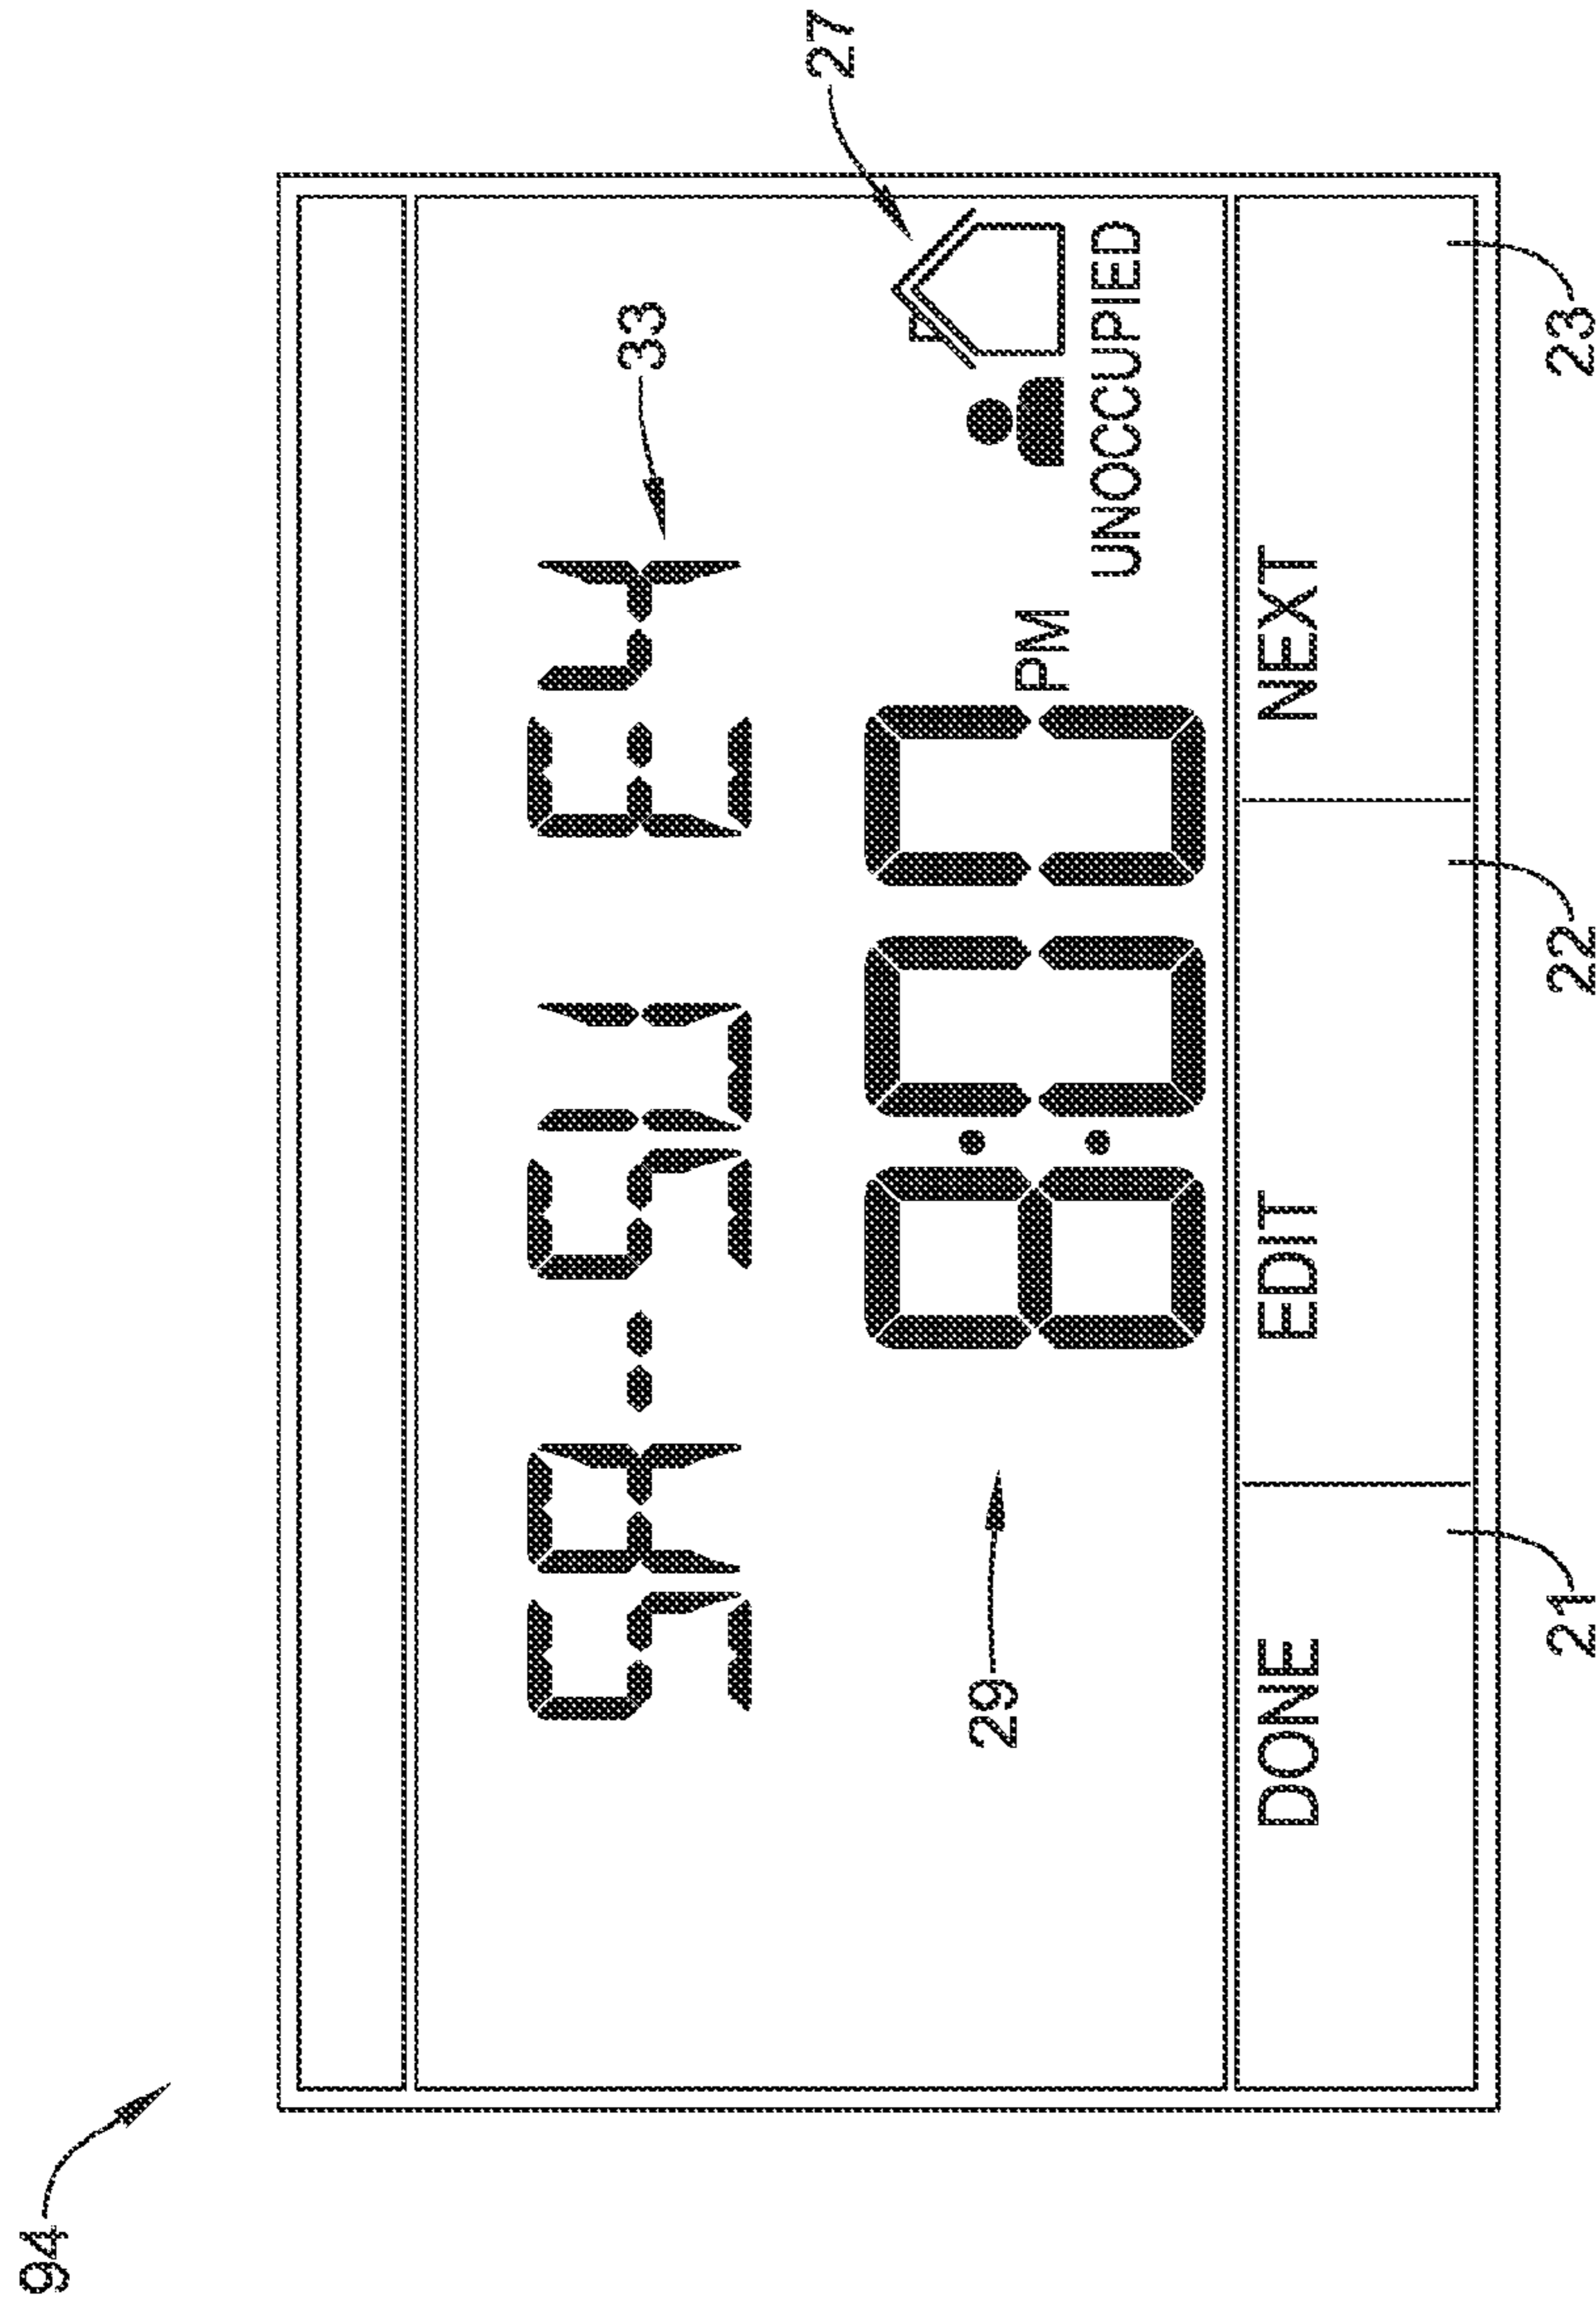 94
SA-SU E4
33
27
29
8:00 PM
UNOCCUPIED
DONE EDIT NEXT
21 22 23